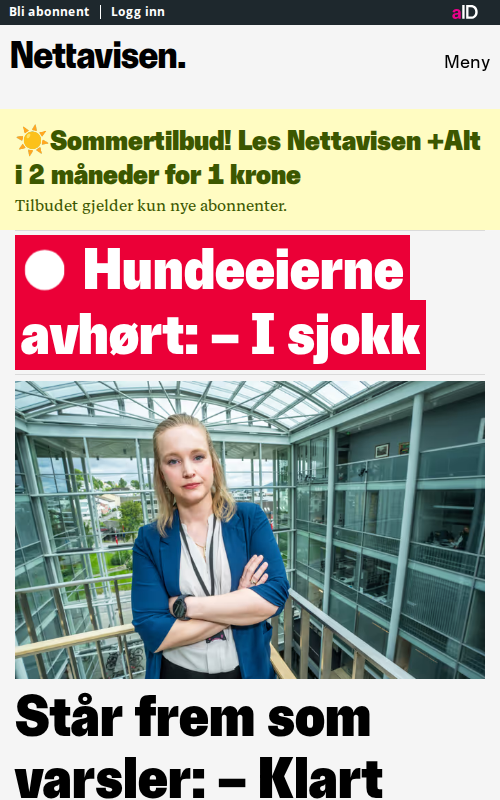 Bli abonnent | Logg inn
aID
Nettavisen.
Meny
☀️Sommertilbud! Les Nettavisen +Alt
i 2 måneder for 1 krone
Tilbudet gjelder kun nye abonnenter.
Hundeeierne
avhørt: – I sjokk
Står frem som
varsler: – Klart